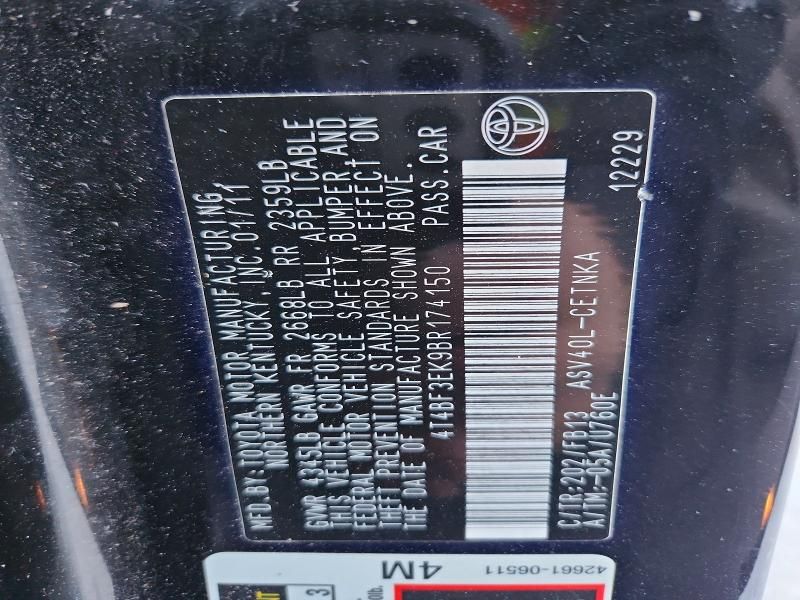 MFD.BY:TOYOTA MOTOR MANUFACTURING,
NORTHERN KENTUCKY, INC.01/11
GVWR 4345LB GAWR FR 2668LB RR 2359LB
THIS VEHICLE CONFORMS TO ALL APPLICABLE
FEDERAL MOTOR VEHICLE SAFETY,BUMPER,AND
THEFT PREVENTION STANDARDS IN EFFECT ON
THE DATE OF MANUFACTURE SHOWN ABOVE.
4T4BF3EK9BR174150 PASS.CAR
C/TR:202/FB13 ASV40L-CETNKA
A/TM:-05A/U760E
12229
4M
42661-06511
3